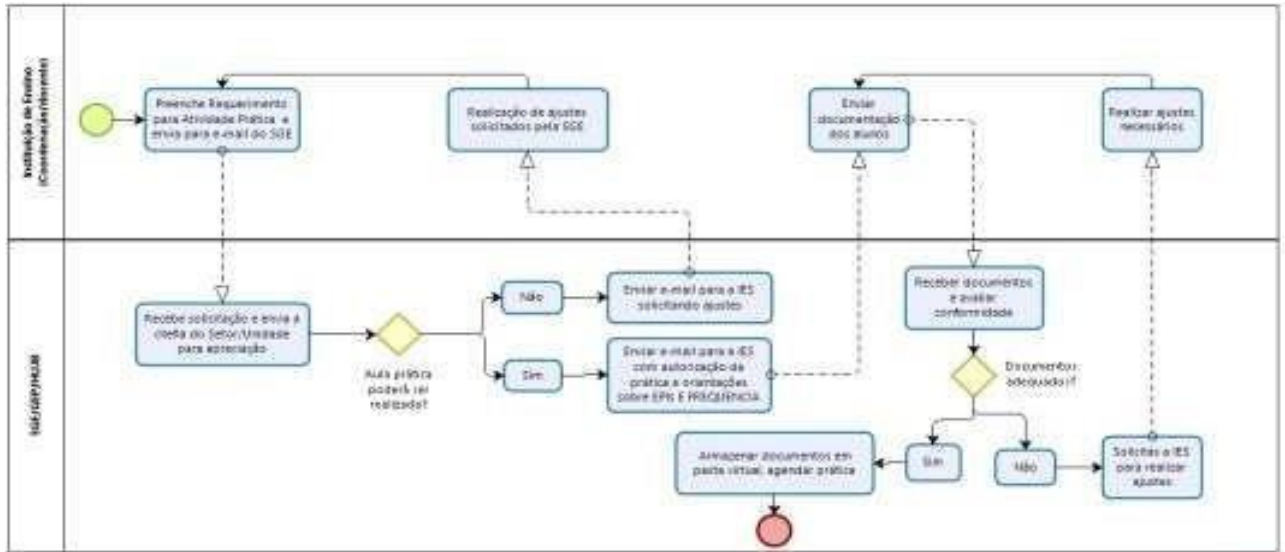 Instituição de Ensino
(Coordenação/docente)
Preenche Requerimento
para Atividade Prática e
envia para e-mail do SGE
Realização de ajustes
solicitados pela SGE
Enviar
documentação
dos alunos
Realizar ajustes
necessários
Recebe solicitação e envia a
chefia do Setor/Unidade
para apreciação
Aula prática
poderá ser
realizada?
Não
Sim
Enviar e-mail para a IES
solicitando ajustes
Enviar e-mail para a IES
com autorização da
prática e orientações
sobre EPIs E FREQUENCIA.
Receber documentos
e avaliar
conformidade
Documentos
adequados?
Armazenar documentos em
pasta virtual, agendar prática
Sim
Não
Solicitas a IES
para realizar
ajustes